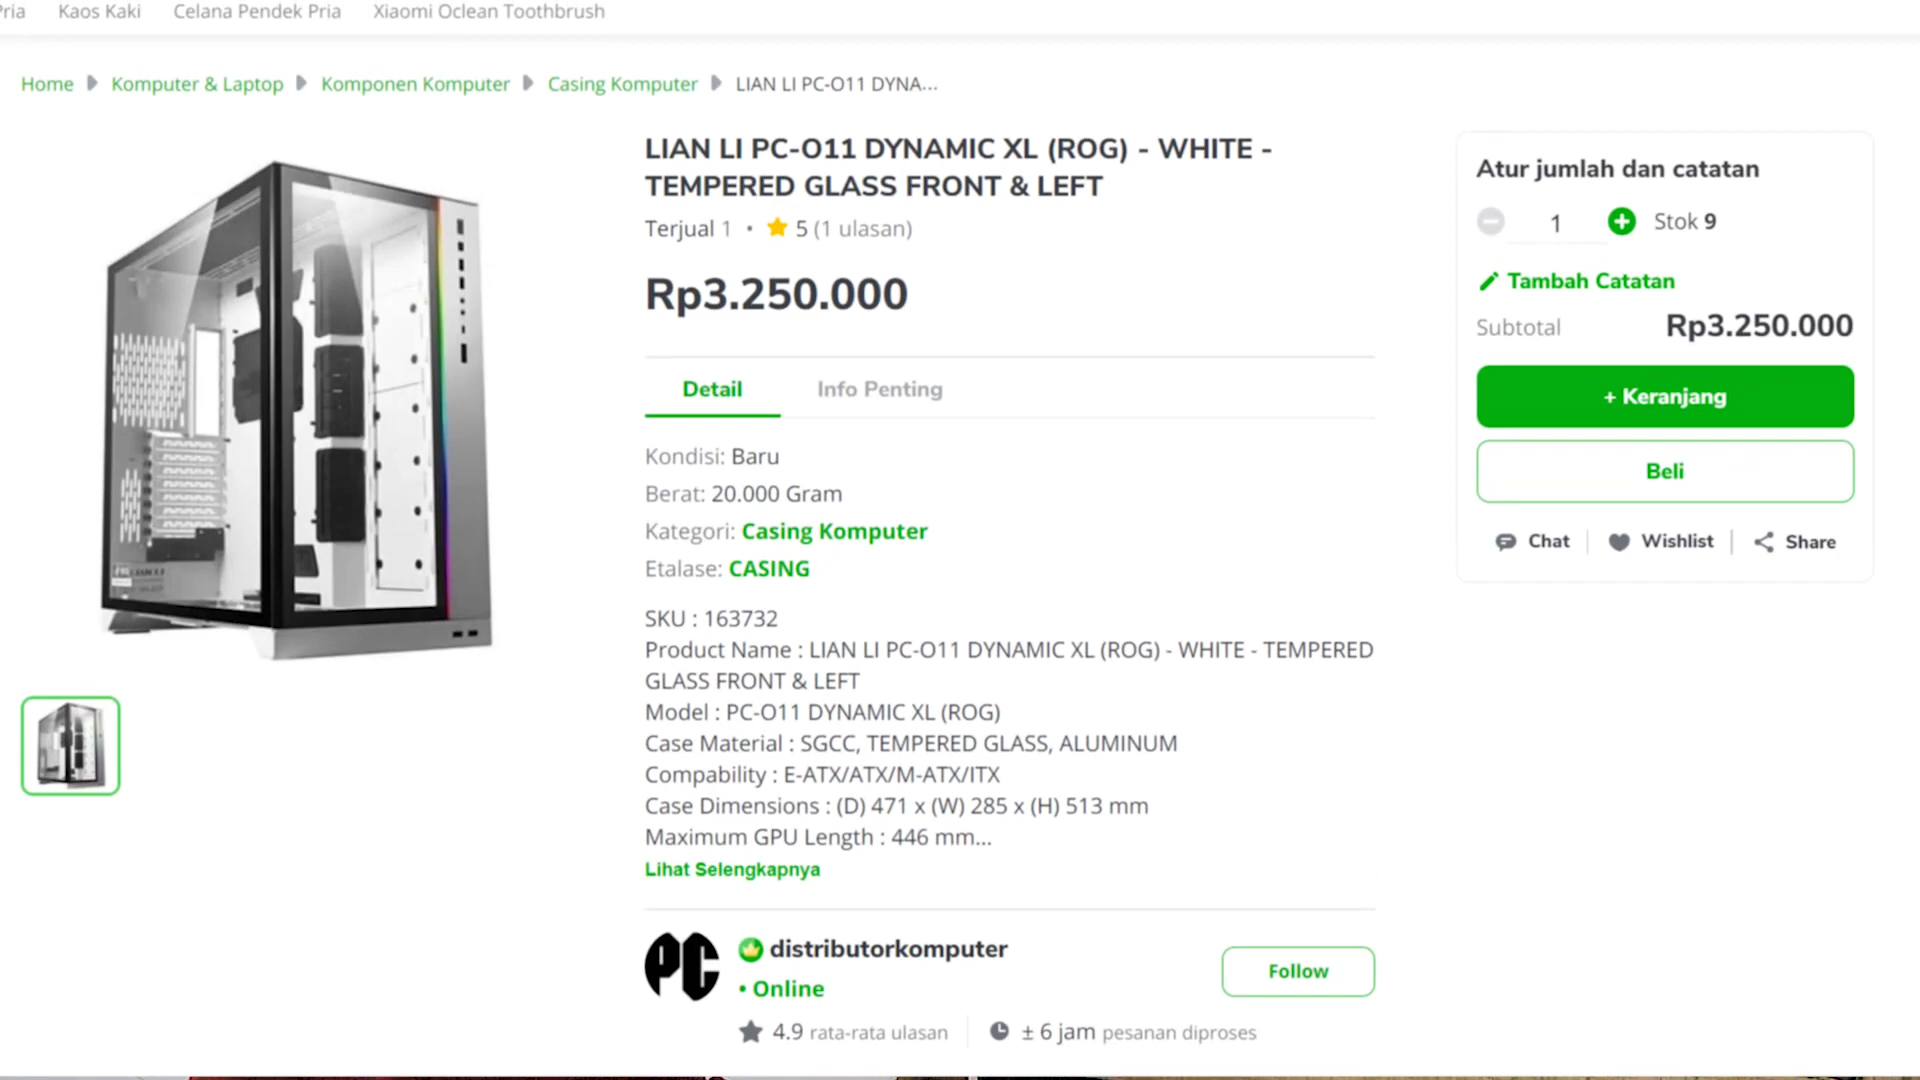 Pria Kaos Kaki Celana Pendek Pria Xiaomi Oclean Toothbrush
Home Komputer & Laptop Komponen Komputer Casing Komputer LIAN LI PC-O11 DYNA...
LIAN LI PC-O11 DYNAMIC XL (ROG) - WHITE -
TEMPERED GLASS FRONT & LEFT
Terjual 1 • 5 (1 ulasan)
Rp3.250.000
Detail Info Penting
Kondisi: Baru
Berat: 20.000 Gram
Kategori: Casing Komputer
Etalase: CASING
SKU : 163732
Product Name : LIAN LI PC-O11 DYNAMIC XL (ROG) - WHITE - TEMPERED
GLASS FRONT & LEFT
Model : PC-O11 DYNAMIC XL (ROG)
Case Material : SGCC, TEMPERED GLASS, ALUMINUM
Compability : E-ATX/ATX/M-ATX/ITX
Case Dimensions : (D) 471 x (W) 285 x (H) 513 mm
Maximum GPU Length : 446 mm...
Lihat Selengkapnya
PC
distributorkomputer
• Online
Follow
4.9 rata-rata ulasan
± 6 jam pesanan diproses
Atur jumlah dan catatan
1 Stok 9
Tambah Catatan
Subtotal Rp3.250.000
+ Keranjang
Beli
Chat Wishlist Share